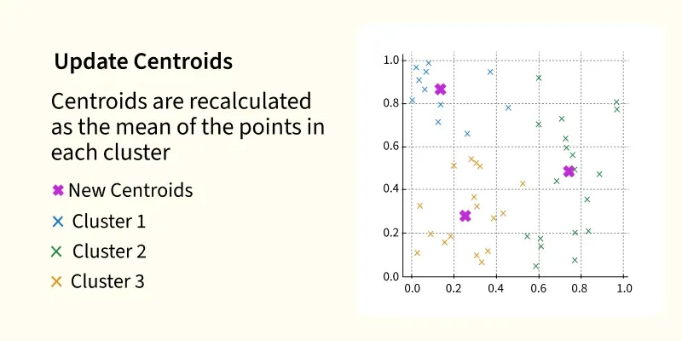 Update Centroids
Centroids are recalculated
as the mean of the points in
each cluster
New Centroids
Cluster 1
Cluster 2
Cluster 3
1.0
0.8
0.6
0.4
0.2
0.0
0.0 0.2 0.4 0.6 0.8 1.0